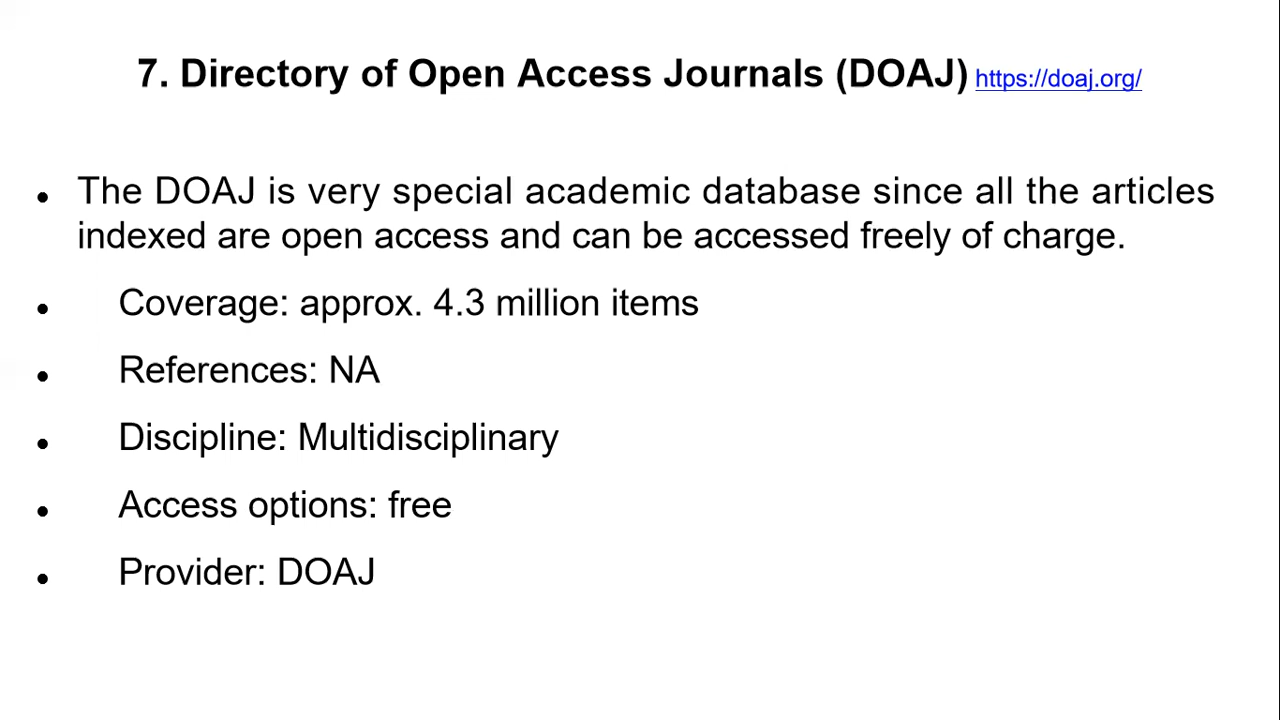 7. Directory of Open Access Journals (DOAJ) https://doaj.org/
• The DOAJ is very special academic database since all the articles
indexed are open access and can be accessed freely of charge.
• Coverage: approx. 4.3 million items
• References: NA
• Discipline: Multidisciplinary
• Access options: free
• Provider: DOAJ